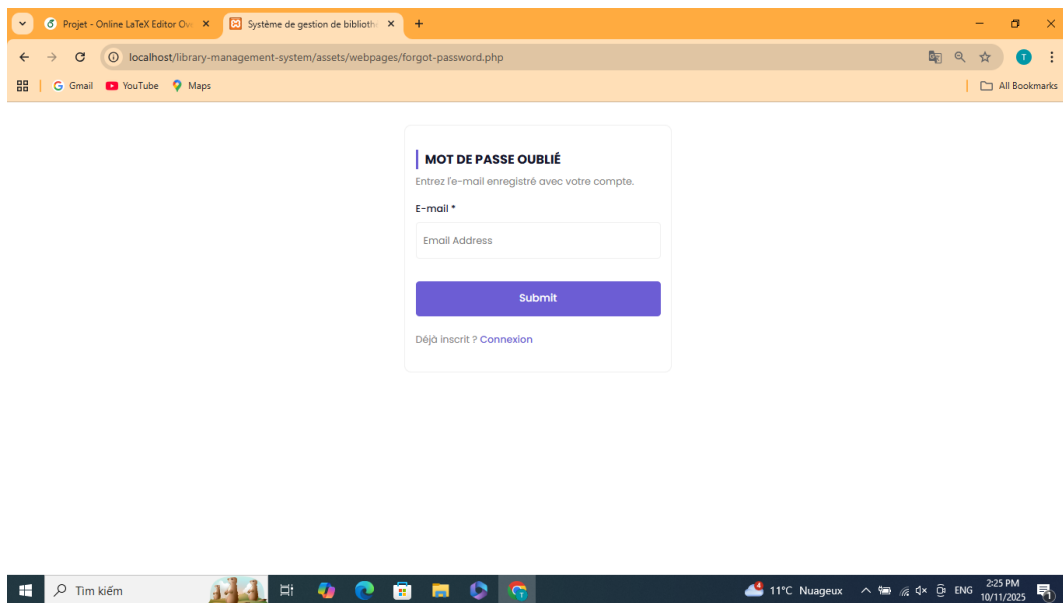 Projet - Online LaTeX Editor Ov
Système de gestion de biblioth
localhost/library-management-system/assets/webpages/forgot-password.php
T
Gmail
YouTube
Maps
All Bookmarks
MOT DE PASSE OUBLIÉ
Entrez l'e-mail enregistré avec votre compte.
E-mail *
Email Address
Submit
Déjà inscrit ? Connexion
Tìm kiếm
11°C Nuageux
ENG
2:25 PM
10/11/2025
1